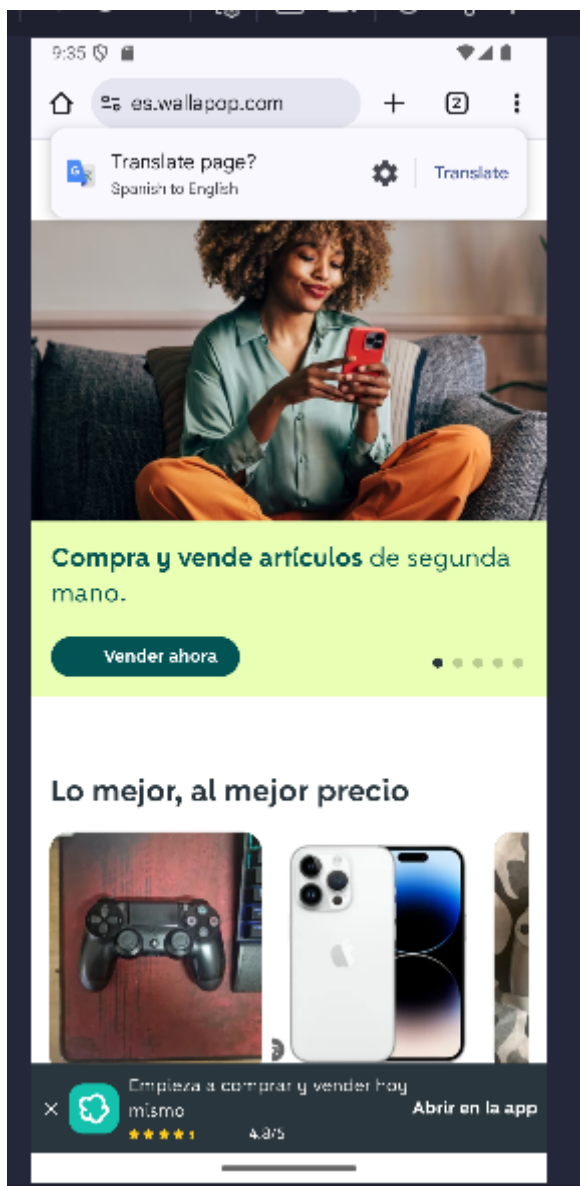 9:35
es.wallapop.com
2
Translate page?
Spanish to English
Translate
Compra y vende artículos de segunda
mano.
Vender ahora
Lo mejor, al mejor precio
Empieza a comprar y vender hoy
mismo
4.8/5
Abrir en la app